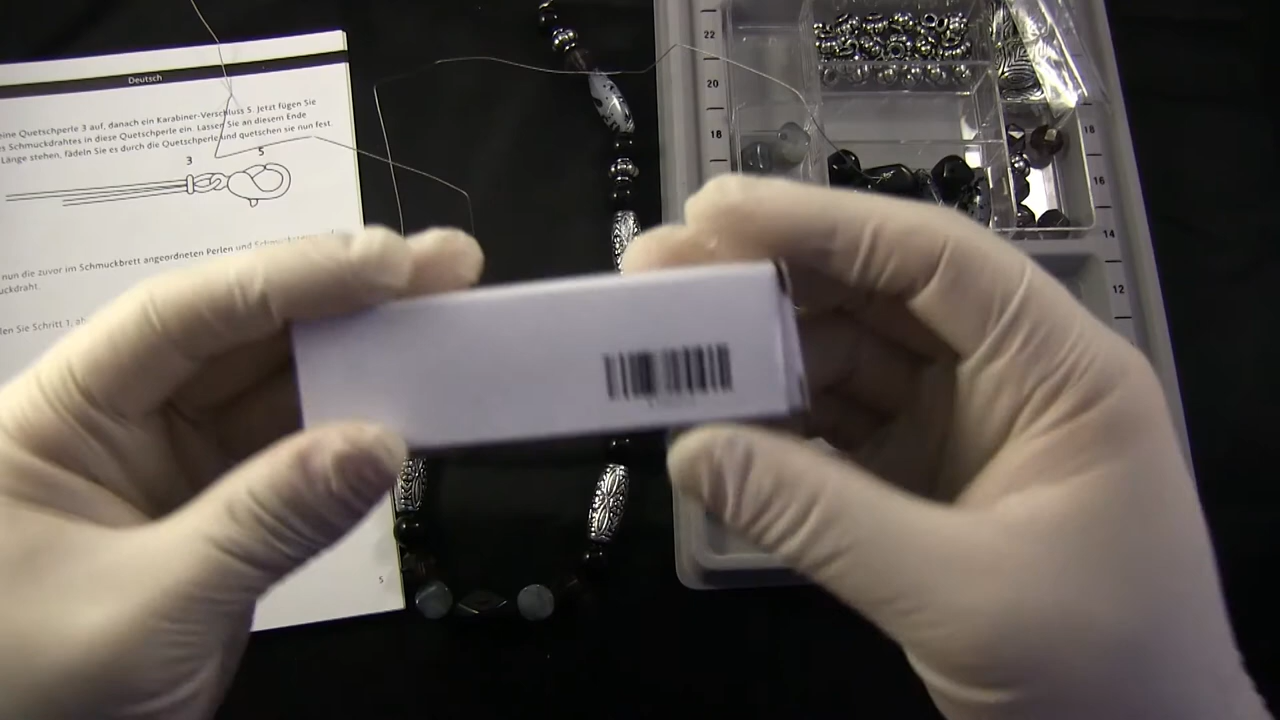 Deutsch
eine Quetschperle 3 auf, danach ein Karabiner-Verschluss 5. Jetzt fügen Sie
s Schmuckdrahtes in diese Quetschperle ein. Lassen Sie an diesem Ende
Länge stehen, fädeln Sie es durch die Quetschperle und quetschen sie nun fest.
3 5
nun die zuvor im Schmuckbrett angeordneten Perlen und
uckdraht.
len Sie Schritt 1, ab
5
22
20
18
18
16
14
12